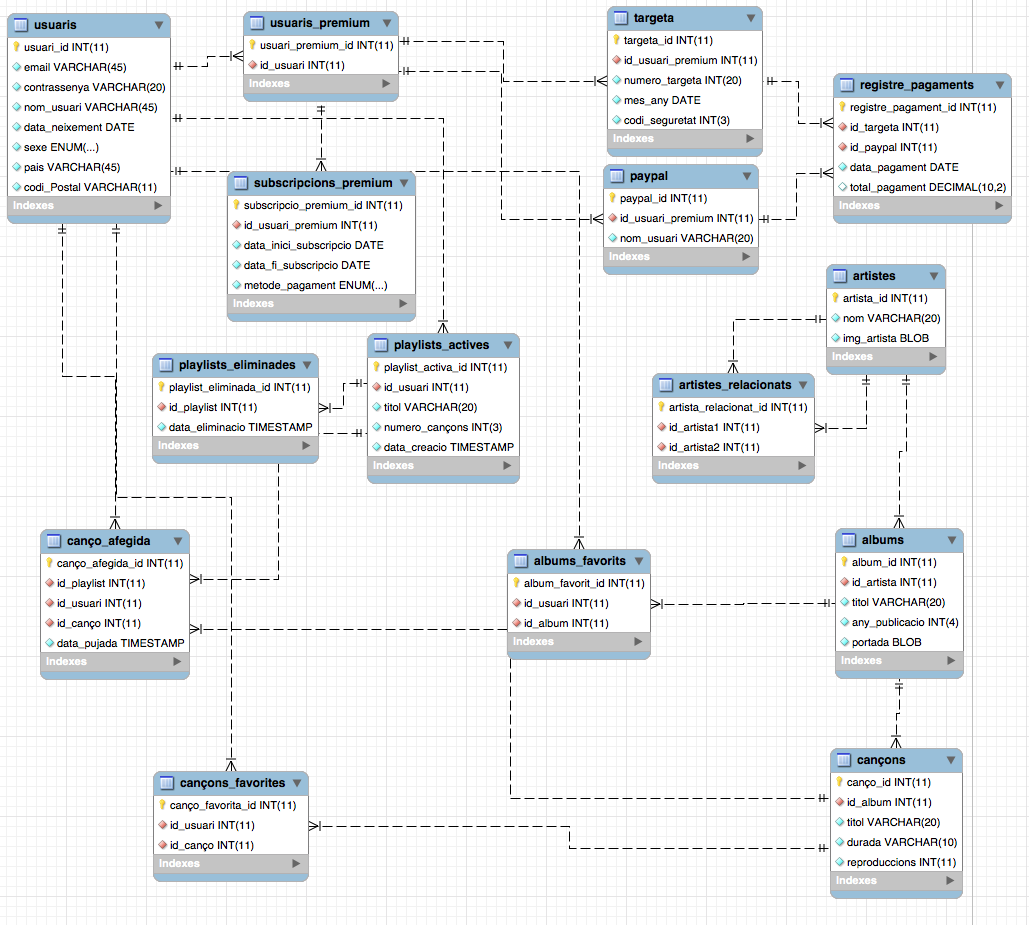 usuaris
usuari_id INT(11)
email VARCHAR(45)
contrassenya VARCHAR(20)
nom_usuari VARCHAR(45)
data_neixement DATE
sexe ENUM(...)
pais VARCHAR(45)
codi_Postal VARCHAR(11)
Indexes
usuaris_premium
usuari_premium_id INT(11)
id_usuari INT(11)
Indexes
targeta
targeta_id INT(11)
id_usuari_premium INT(11)
numero_targeta INT(20)
mes_any DATE
codi_seguretat INT(3)
Indexes
registre_pagaments
registre_pagament_id INT(11)
id_targeta INT(11)
id_paypal INT(11)
data_pagament DATE
total_pagament DECIMAL(10,2)
Indexes
subscripcions_premium
subscripcio_premium_id INT(11)
id_usuari_premium INT(11)
data_inici_subscripcio DATE
data_fi_subscripcio DATE
metode_pagament ENUM(...)
Indexes
paypal
paypal_id INT(11)
id_usuari_premium INT(11)
nom_usuari VARCHAR(20)
Indexes
artistes
artista_id INT(11)
nom VARCHAR(20)
img_artista BLOB
Indexes
playlists_eliminades
playlist_eliminada_id INT(11)
id_playlist INT(11)
data_eliminacio TIMESTAMP
Indexes
playlists_actives
playlist_activa_id INT(11)
id_usuari INT(11)
titol VARCHAR(20)
numero_cançons INT(3)
data_creacio TIMESTAMP
Indexes
artistes_relacionats
artista_relacionat_id INT(11)
id_artista1 INT(11)
id_artista2 INT(11)
Indexes
canço_afegida
canço_afegida_id INT(11)
id_playlist INT(11)
id_usuari INT(11)
id_canço INT(11)
data_pujada TIMESTAMP
Indexes
albums_favorits
album_favorit_id INT(11)
id_usuari INT(11)
id_album INT(11)
Indexes
albums
album_id INT(11)
id_artista INT(11)
titol VARCHAR(20)
any_publicacio INT(4)
portada BLOB
Indexes
cançons_favorites
canço_favorita_id INT(11)
id_usuari INT(11)
id_canço INT(11)
Indexes
cançons
canço_id INT(11)
id_album INT(11)
titol VARCHAR(20)
durada VARCHAR(10)
reproduccions INT(11)
Indexes